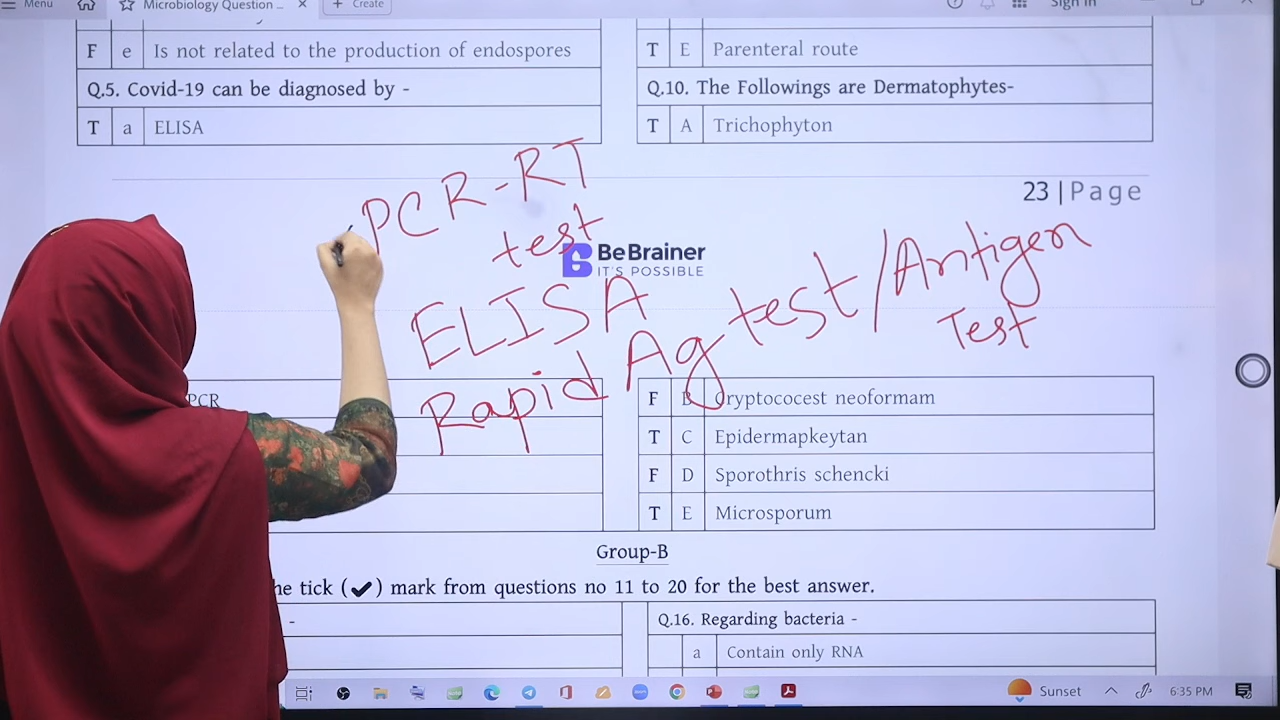 Menu
Microbiology Question ...
Create
Sign in
F e Is not related to the production of endospores
Q.5. Covid-19 can be diagnosed by -
T a ELISA
T E Parenteral route
Q.10. The Followings are Dermatophytes-
T A Trichophyton
23 | Page
PCR-RT
test
BeBrainer
IT'S POSSIBLE
ELISA
Rapid Ag test/Antigen
Test
PCR
F B Cryptococest neoformam
T C Epidermapkeytan
F D Sporothris schencki
T E Microsporum
Group-B
he tick (✔) mark from questions no 11 to 20 for the best answer.
-
Q.16. Regarding bacteria -
a Contain only RNA
Sunset
6:35 PM